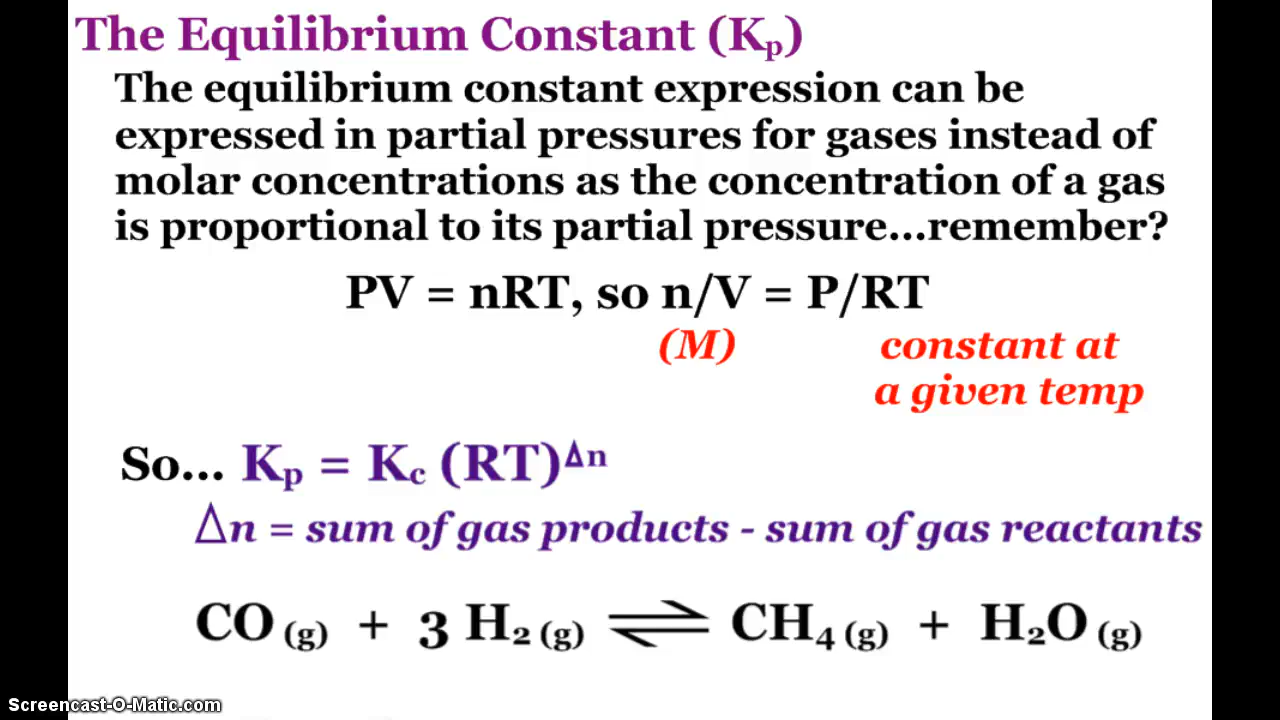 The Equilibrium Constant (Kₚ)
The equilibrium constant expression can be
expressed in partial pressures for gases instead of
molar concentrations as the concentration of a gas
is proportional to its partial pressure...remember?
PV = nRT, so n/V = P/RT
(M) constant at
a given temp
So... Kₚ = K_c (RT)^Δn
Δn = sum of gas products - sum of gas reactants
CO (g) + 3 H₂ (g) ⇌ CH₄ (g) + H₂O (g)
Screencast-O-Matic.com